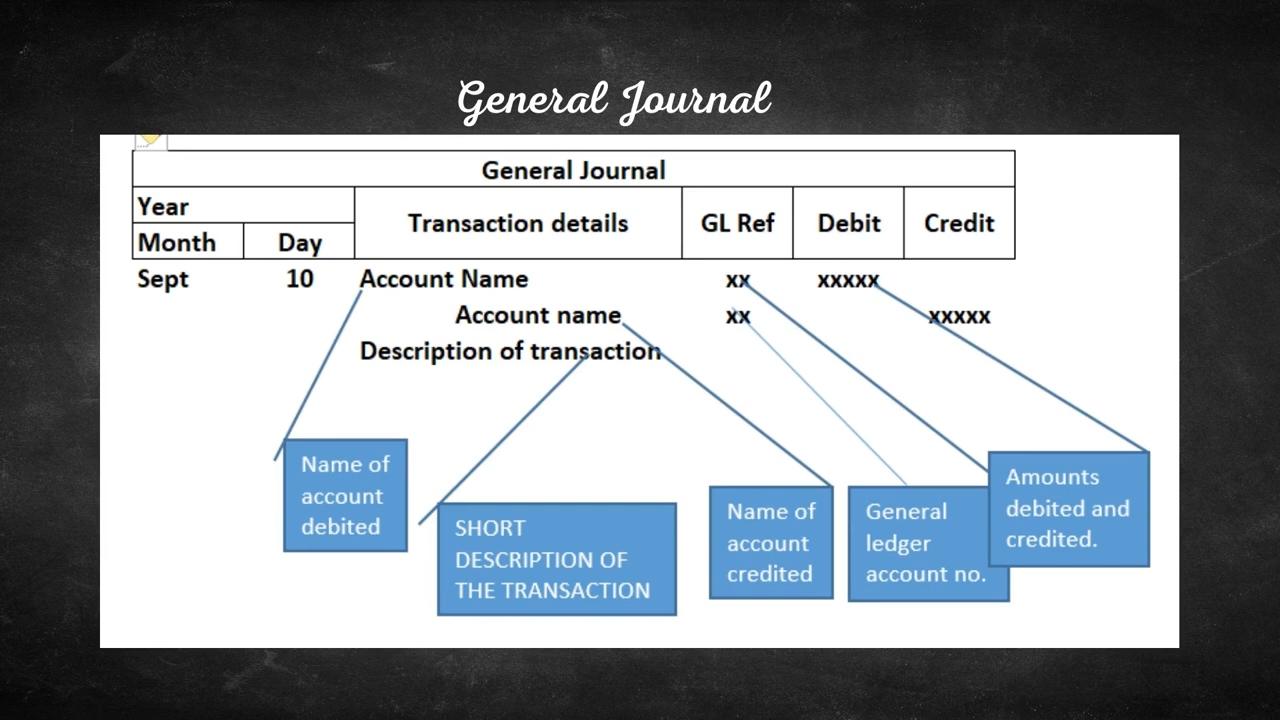 General Journal
General Journal
Year
Month Day Transaction details GL Ref Debit Credit
Sept 10 Account Name xx xxxxx
Account name xx xxxxx
Description of transaction
Name of
account
debited
SHORT
DESCRIPTION OF
THE TRANSACTION
Name of
account
credited
General
ledger
account no.
Amounts
debited and
credited.